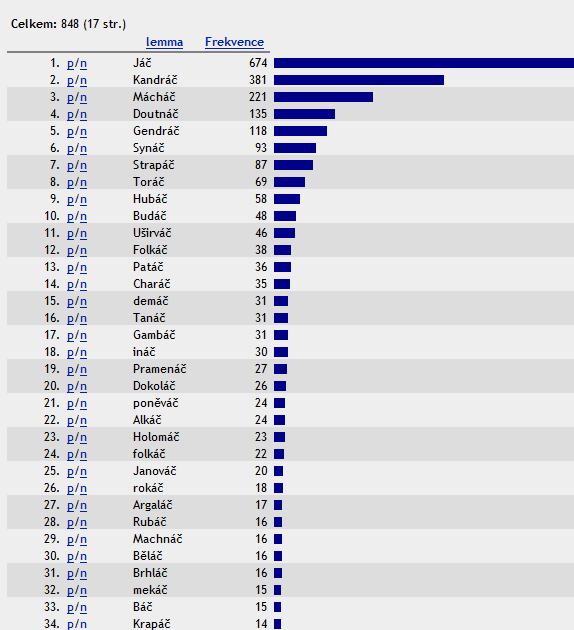 Celkem: 848 (17 str.)
lemma Frekvence
1. p/n Jáč 674
2. p/n Kandráč 381
3. p/n Mácháč 221
4. p/n Doutnáč 135
5. p/n Gendráč 118
6. p/n Synáč 93
7. p/n Strapáč 87
8. p/n Toráč 69
9. p/n Hubáč 58
10. p/n Budáč 48
11. p/n Uširváč 46
12. p/n Folkáč 38
13. p/n Patáč 36
14. p/n Charáč 35
15. p/n demáč 31
16. p/n Tanáč 31
17. p/n Gambáč 31
18. p/n ináč 30
19. p/n Pramenáč 27
20. p/n Dokoláč 26
21. p/n poněváč 24
22. p/n Alkáč 24
23. p/n Holomáč 23
24. p/n folkáč 22
25. p/n Janováč 20
26. p/n rokáč 18
27. p/n Argaláč 17
28. p/n Rubáč 16
29. p/n Machnáč 16
30. p/n Běláč 16
31. p/n Brhláč 16
32. p/n mekáč 15
33. p/n Báč 15
34. p/n Krapáč 14